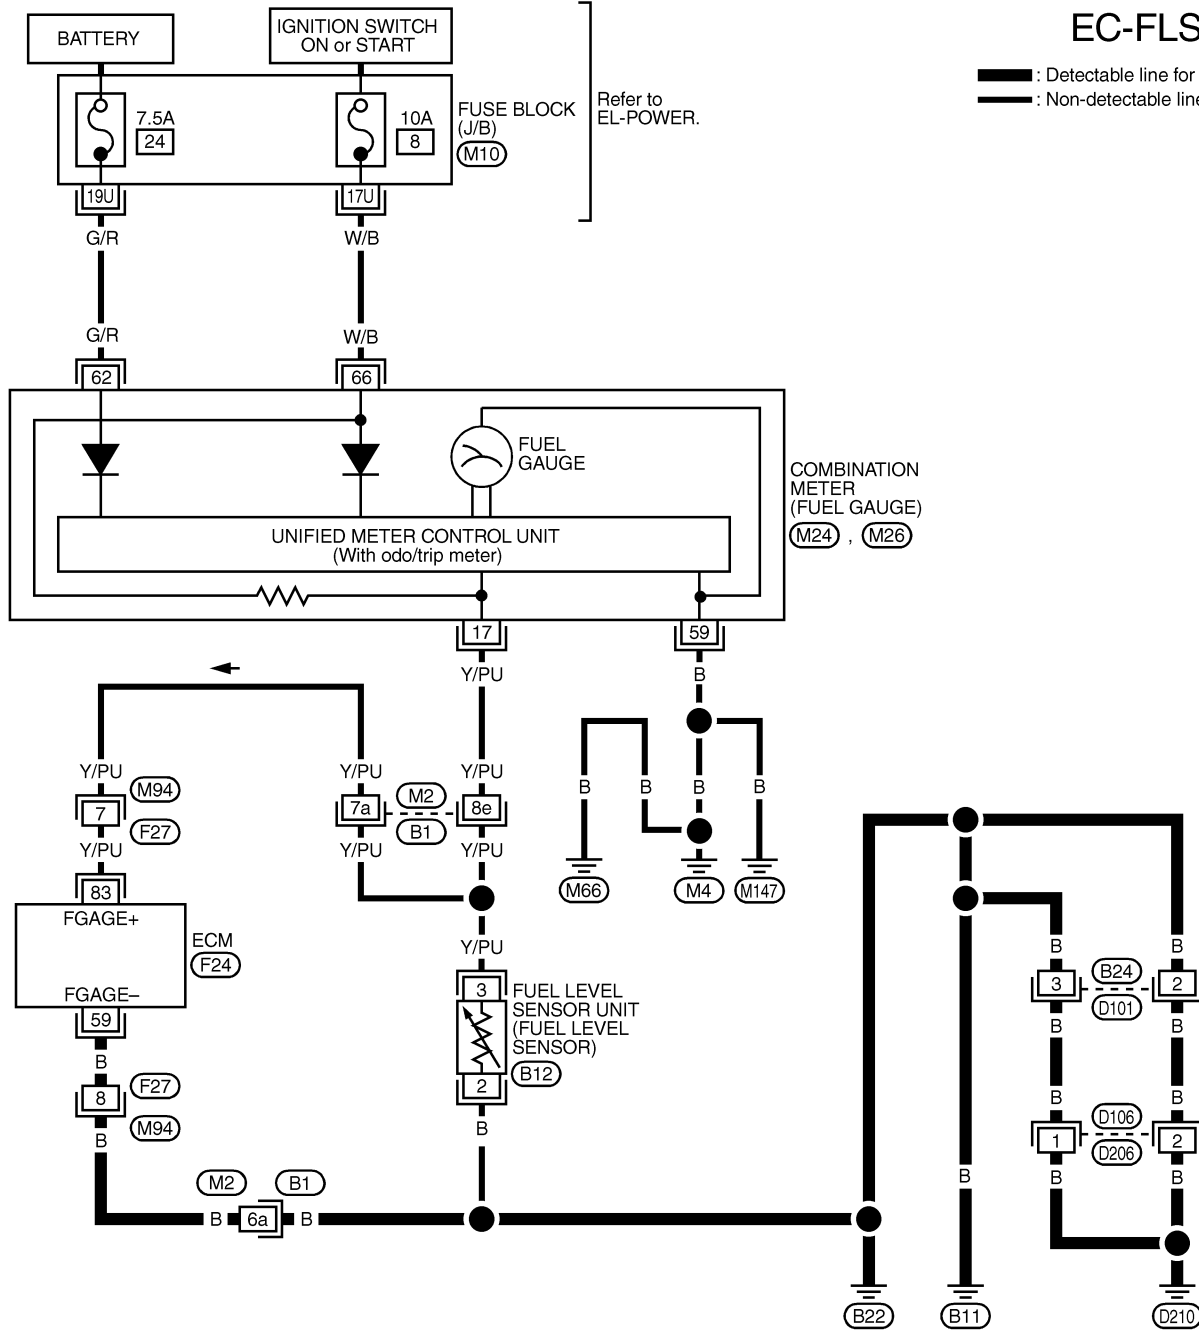 EC-FLS
: Detectable line for
: Non-detectable line
BATTERY
IGNITION SWITCH
ON or START
7.5A
24
10A
8
FUSE BLOCK
(J/B)
M10
Refer to
EL-POWER.
19U
17U
G/R
W/B
G/R
W/B
62
66
FUEL
GAUGE
COMBINATION
METER
(FUEL GAUGE)
M24 , M26
UNIFIED METER CONTROL UNIT
(With odo/trip meter)
17
59
Y/PU
B
Y/PU
Y/PU
Y/PU
B
B
B
B
M94
7
F27
7a
M2
B1
8e
Y/PU
Y/PU
Y/PU
M66
M4
M147
83
FGAGE+
ECM
F24
FGAGE–
59
Y/PU
3
FUEL LEVEL
SENSOR UNIT
(FUEL LEVEL
SENSOR)
B12
2
B
B
3
B24
D101
2
B
B
B
8
F27
M94
B
B
B
B
1
D106
D206
2
B
B
B
M2
B1
B
6a
B
B22
B11
D210